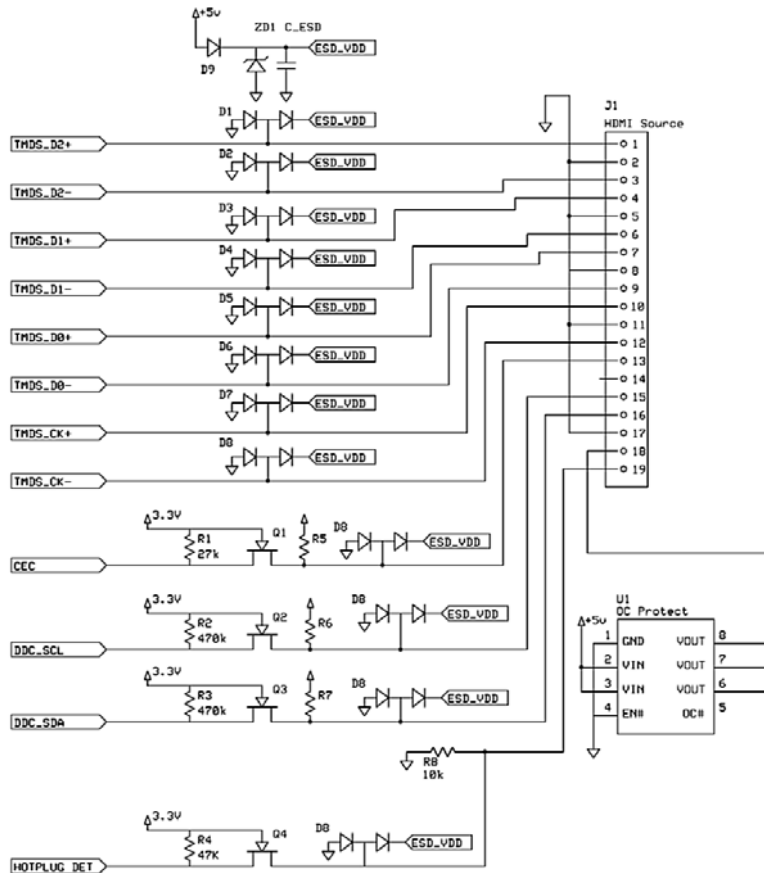 +5v
ZD1 C_ESD
ESD_VDD
D9
J1
HDMI Source
D1
ESD_VDD
TMDS_D2+
1
D2
ESD_VDD
2
TMDS_D2-
3
D3
ESD_VDD
4
TMDS_D1+
5
D4
ESD_VDD
6
TMDS_D1-
7
D5
ESD_VDD
8
TMDS_D0+
9
D6
ESD_VDD
10
TMDS_D0-
11
D7
ESD_VDD
12
TMDS_CK+
13
D8
ESD_VDD
14
TMDS_CK-
15
16
17
18
19
3.3V
R1
27k
Q1
R5
D8
ESD_VDD
CEC
3.3V
R2
470k
Q2
R6
D8
ESD_VDD
DDC_SCL
3.3V
R3
470k
Q3
R7
D8
ESD_VDD
DDC_SDA
U1
OC Protect
+5v
1 GND VOUT 8
2 VIN VOUT 7
3 VIN VOUT 6
4 EN# OC# 5
R8
10k
3.3V
R4
47K
Q4
D8
ESD_VDD
HOTPLUG_DET